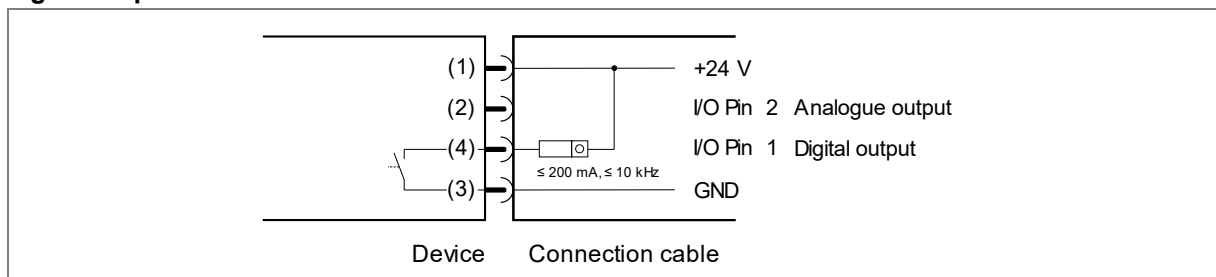 (1) +24 V
(2) I/O Pin 2 Analogue output
(4) I/O Pin 1 Digital output
≤ 200 mA, ≤ 10 kHz
(3) GND
Device Connection cable